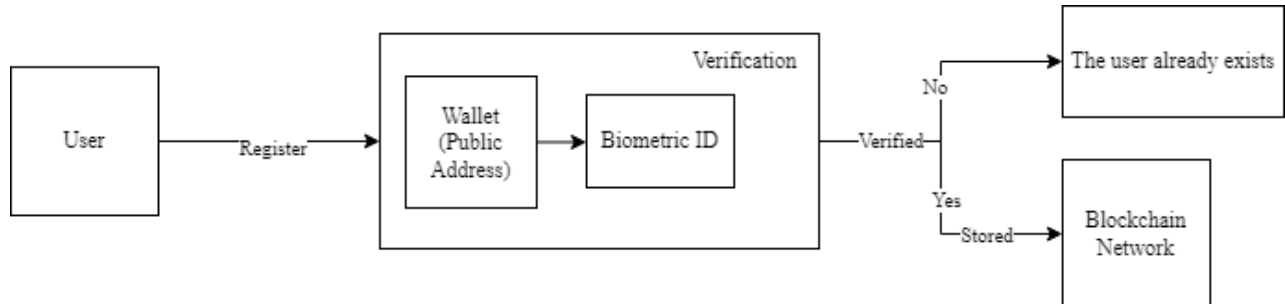 User
Register
Verification
Wallet
(Public
Address)
Biometric ID
Verified
No
The user already exists
Yes
Stored
Blockchain
Network